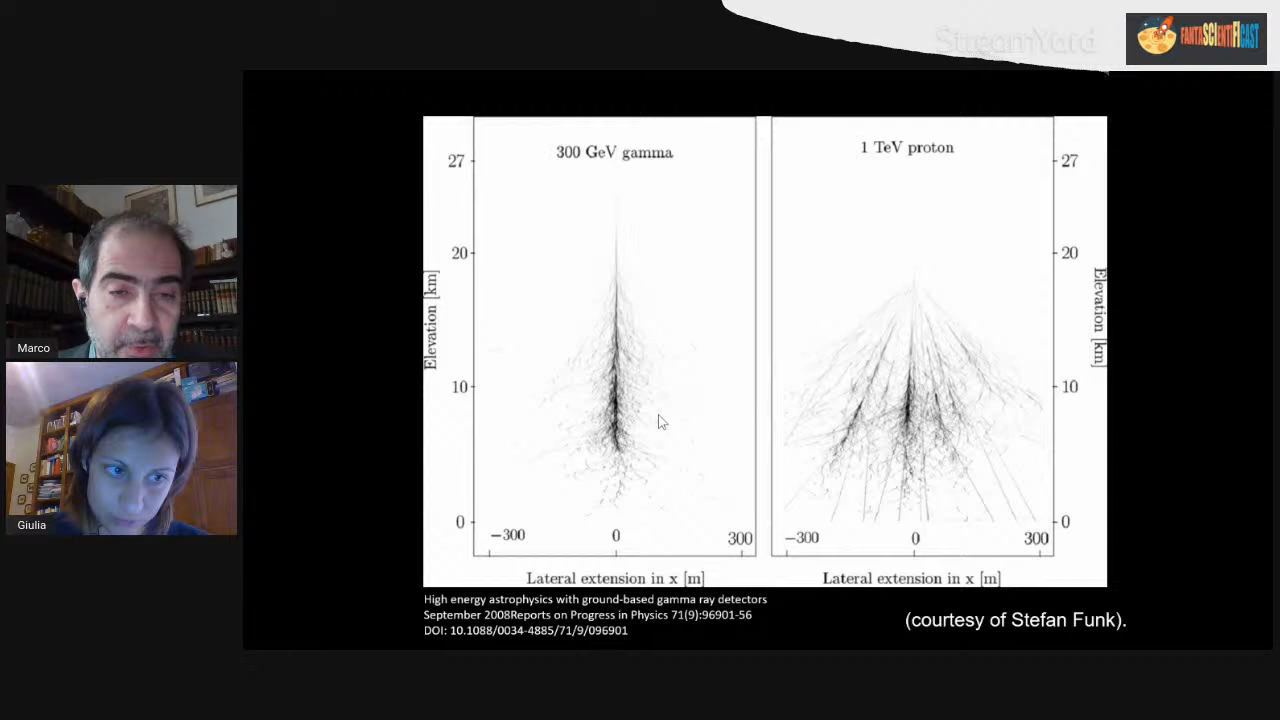 StreamYard
FANTASCIENTIFICAST
300 GeV gamma
1 TeV proton
27
27
20
20
Elevation [km]
Elevation [km]
10
10
0
0
−300
0
300
−300
0
300
Lateral extension in x [m]
Lateral extension in x [m]
Marco
Giulia
High energy astrophysics with ground-based gamma ray detectors
September 2008Reports on Progress in Physics 71(9):96901-56
DOI: 10.1088/0034-4885/71/9/096901
(courtesy of Stefan Funk).